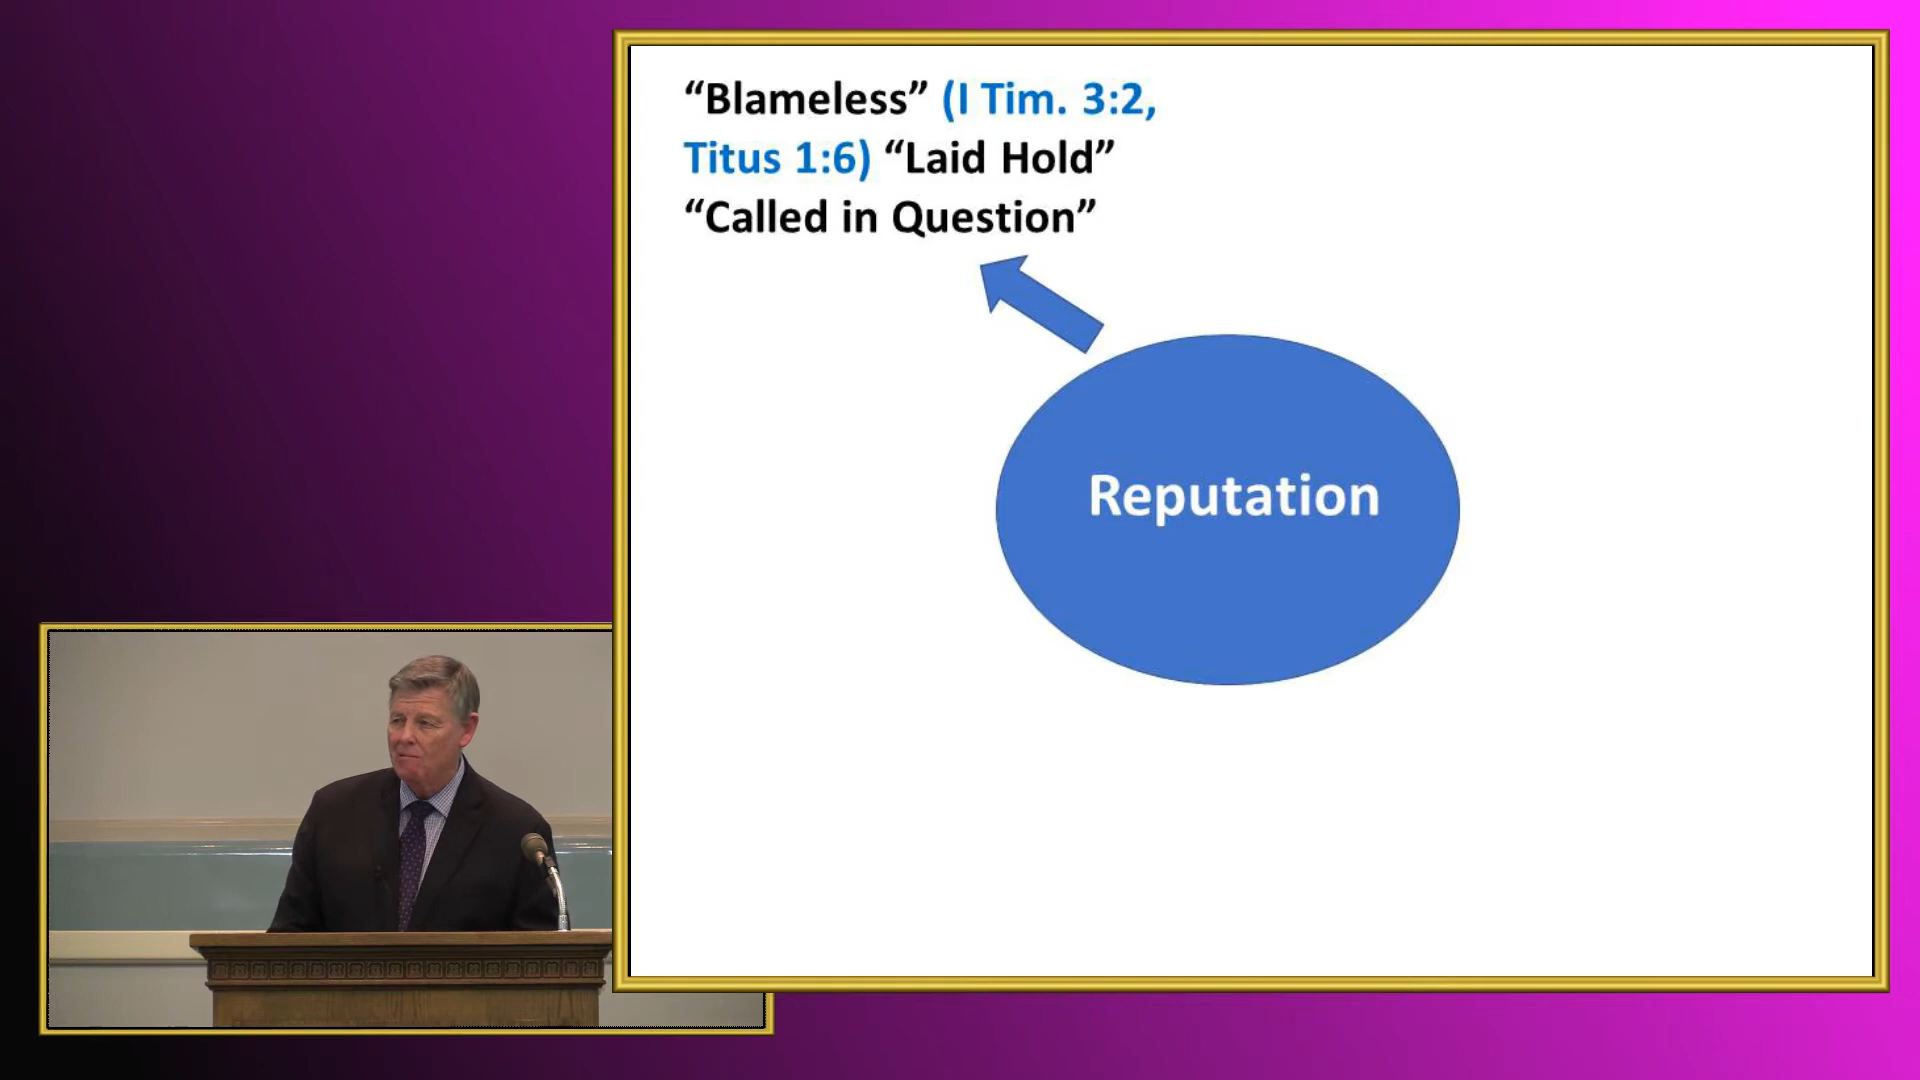 “Blameless” (I Tim. 3:2,
Titus 1:6) “Laid Hold”
“Called in Question”
Reputation